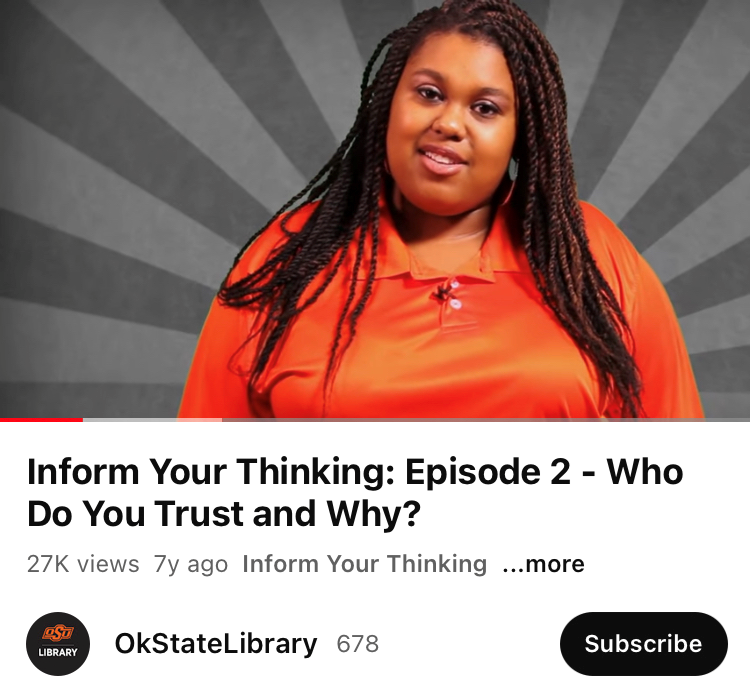 Inform Your Thinking: Episode 2 - Who
Do You Trust and Why?
27K views 7y ago Inform Your Thinking ...more
OSU
LIBRARY
OkStateLibrary 678
Subscribe